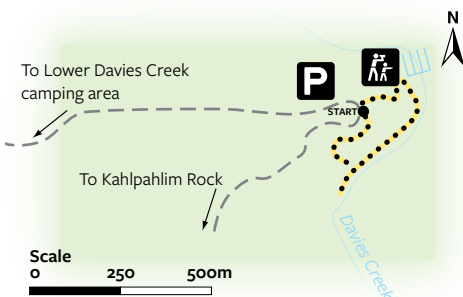 N
To Lower Davies Creek
camping area
P
START
To Kahlpahlim Rock
Davies Creek
Scale
0 250 500m